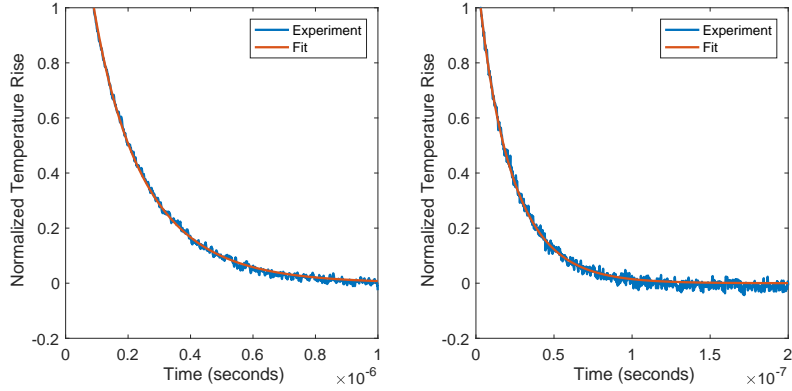 1
0.8
0.6
0.4
0.2
0
-0.2
Normalized Temperature Rise
Experiment
Fit
0 0.2 0.4 0.6 0.8 1
Time (seconds)
×10⁻⁶
1
0.8
0.6
0.4
0.2
0
-0.2
Normalized Temperature Rise
Experiment
Fit
0 0.5 1 1.5 2
Time (seconds)
×10⁻⁷